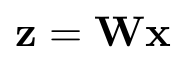 z = Wx